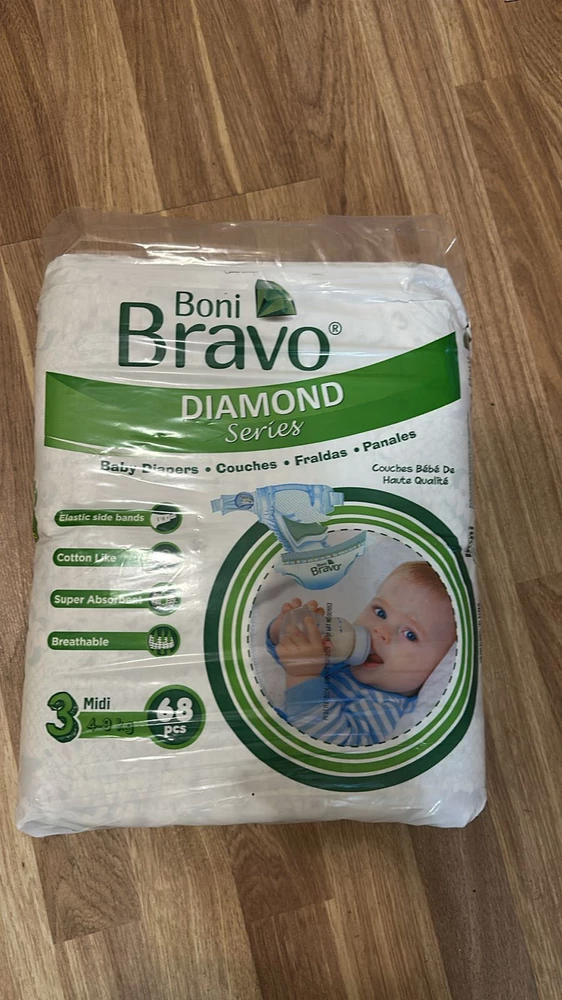 Boni
Bravo®
DIAMOND
Series
Baby Diapers • Couches • Fraldas • Panales
Couches Bébé De
Haute Qualité
Elastic side bands
Cotton Like
Super Absorbent
Breathable
Bravo
3 Midi
4-9 kg
68
pcs